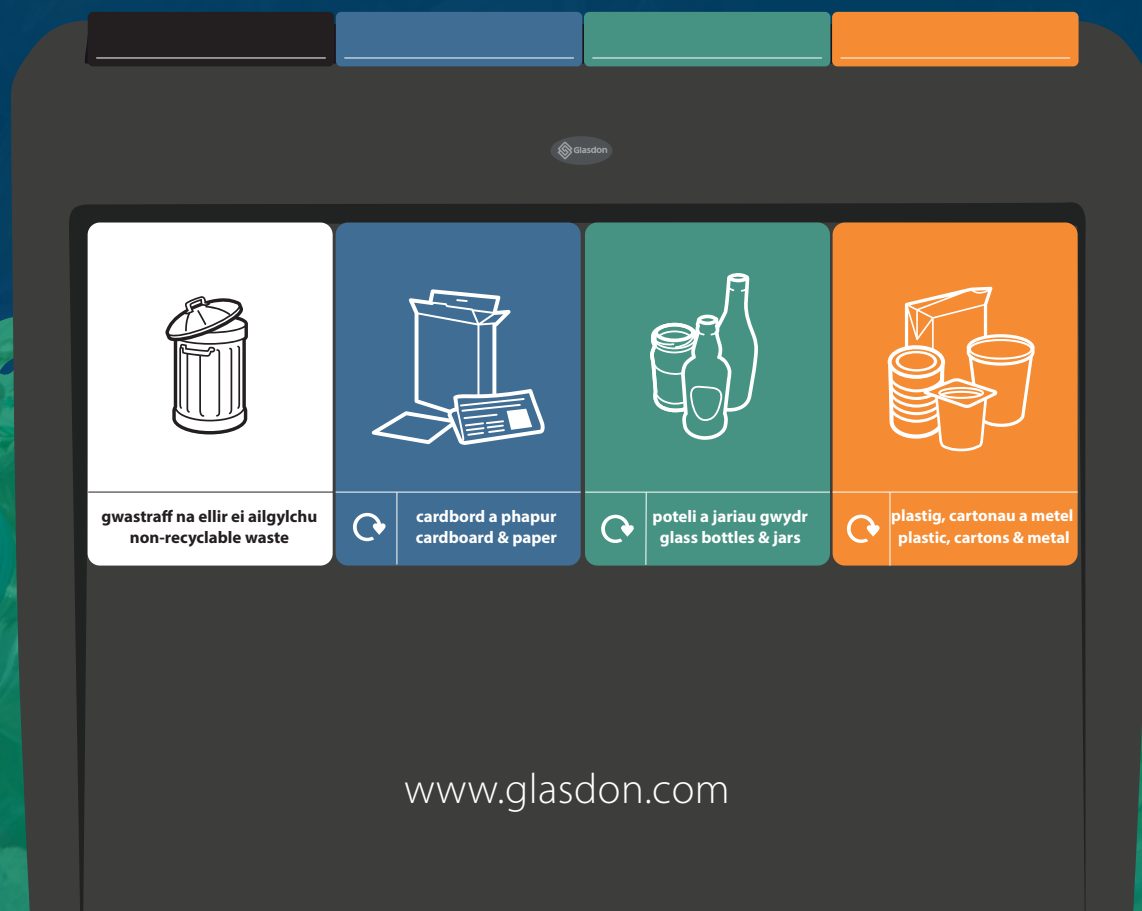 Glasdon
gwastraff na ellir ei ailgylchu
non-recyclable waste
cardbord a phapur
cardboard & paper
poteli a jariau gwydr
glass bottles & jars
plastig, cartonau a metel
plastic, cartons & metal
www.glasdon.com